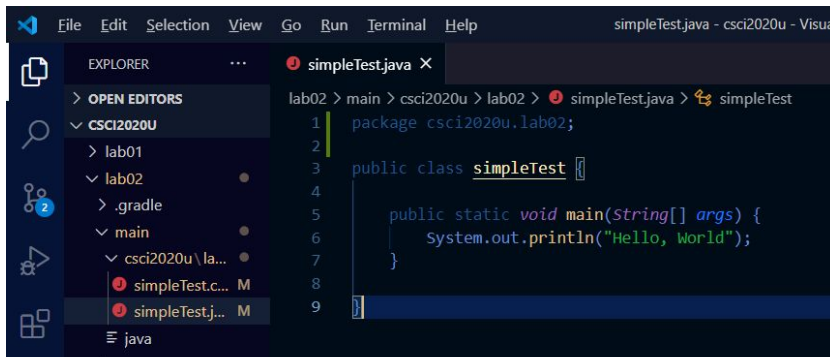 File Edit Selection View Go Run Terminal Help simpleTest.java - csci2020u - Visua
EXPLORER ···
simpleTest.java ×
> OPEN EDITORS
lab02 > main > csci2020u > lab02 > simpleTest.java > simpleTest
CSCI2020U
lab01
lab02
.gradle
main
csci2020u\la...
simpleTest.c... M
simpleTest.j... M
java
2
1 package csci2020u.lab02;
2
3 public class simpleTest {
4
5 public static void main(String[] args) {
6 System.out.println("Hello, World");
7 }
8
9 }